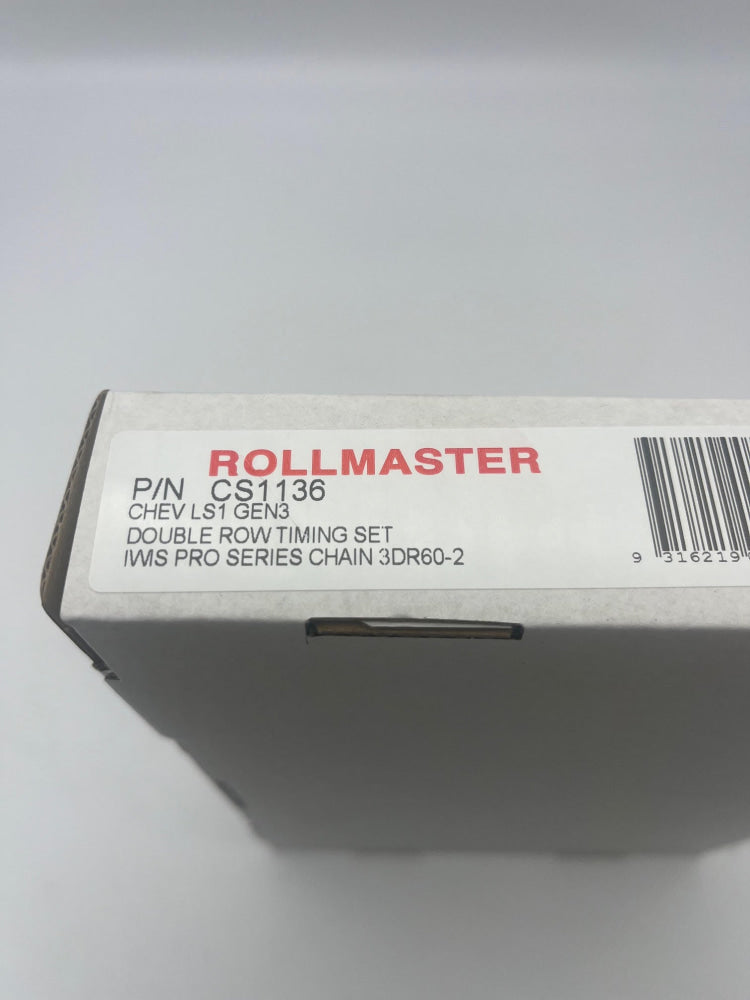 ROLLMASTER
P/N CS1136
CHEV LS1 GEN3
DOUBLE ROW TIMING SET
IWIS PRO SERIES CHAIN 3DR60-2
9 316219